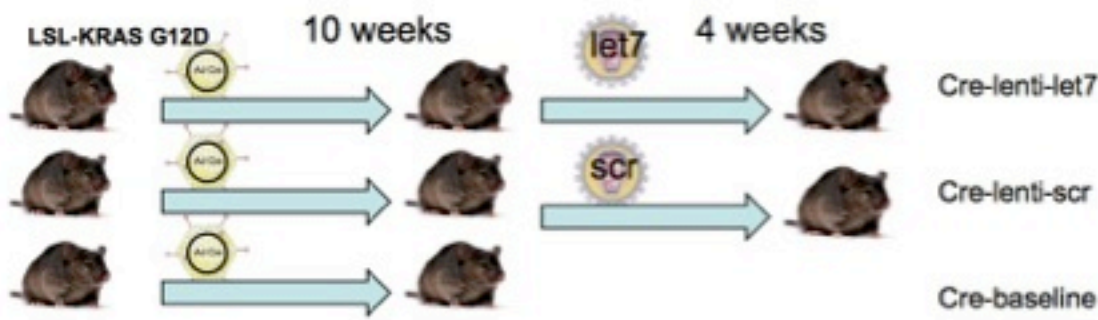 LSL-KRAS G12D
10 weeks
let7
4 weeks
Cre-lenti-let7
scr
Cre-lenti-scr
Cre-baseline